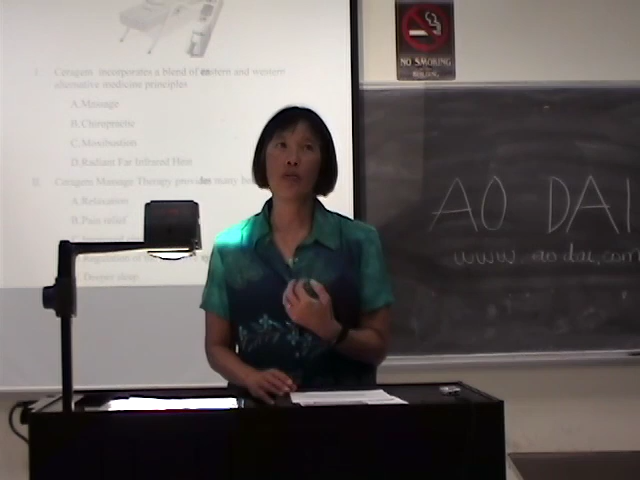 I. Ceragem incorporates a blend of eastern and western
alternative medicine principles
A.Massage
B.Chiropractic
C.Moxibustion
D.Radiant Far Infrared Heat
II. Ceragem Massage Therapy provides many
A.Relaxation
B.Pain relief
Deeper sleep
NO SMOKING
AO DAI
www.aodai.com